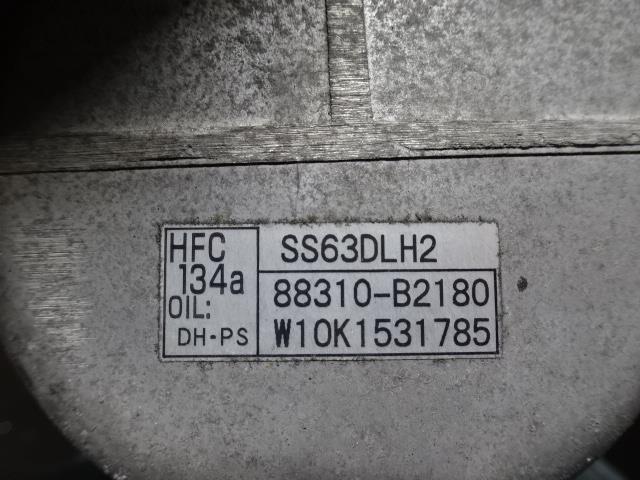 HFC
134a
OIL:
DH-PS
SS63DLH2
88310-B2180
W10K1531785